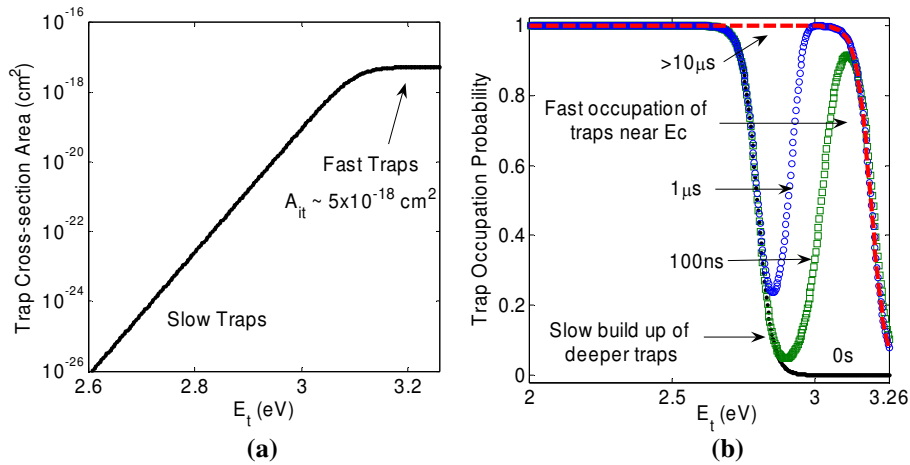 10^-16
10^-18
10^-20
10^-22
10^-24
10^-26
Trap Cross-section Area (cm^2)
Fast Traps
A_it ~ 5x10^-18 cm^2
Slow Traps
2.6 2.8 3 3.2
E_t (eV)
(a)
1
0.8
0.6
0.4
0.2
0
Trap Occupation Probability
>10μs
Fast occupation of
traps near Ec
1μs
100ns
Slow build up of
deeper traps
0s
2 2.5 3 3.26
E_t (eV)
(b)